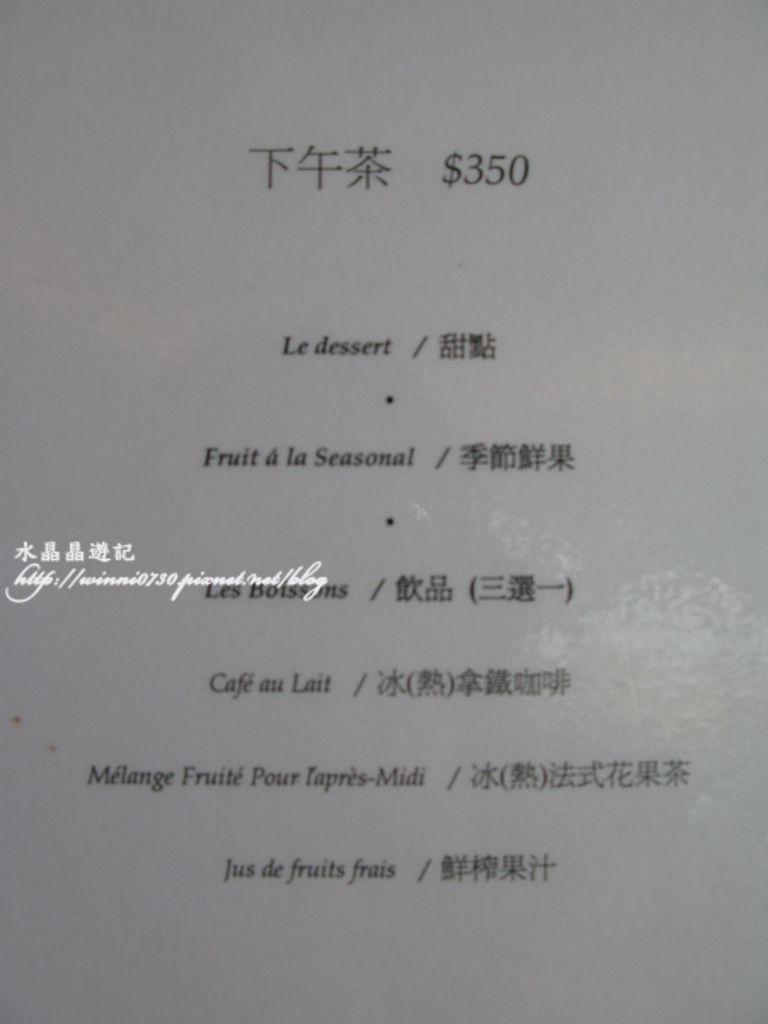 下午茶 $350
Le dessert / 甜點
•
Fruit á la Seasonal / 季節鮮果
•
水晶晶遊記
http://winni0730.pixnet.net/blog
Les Boissons / 飲品 (三選一)
Café au Lait / 冰(熱)拿鐵咖啡
Mélange Fruité Pour l'après-Midi / 冰(熱)法式花果茶
Jus de fruits frais / 鮮榨果汁